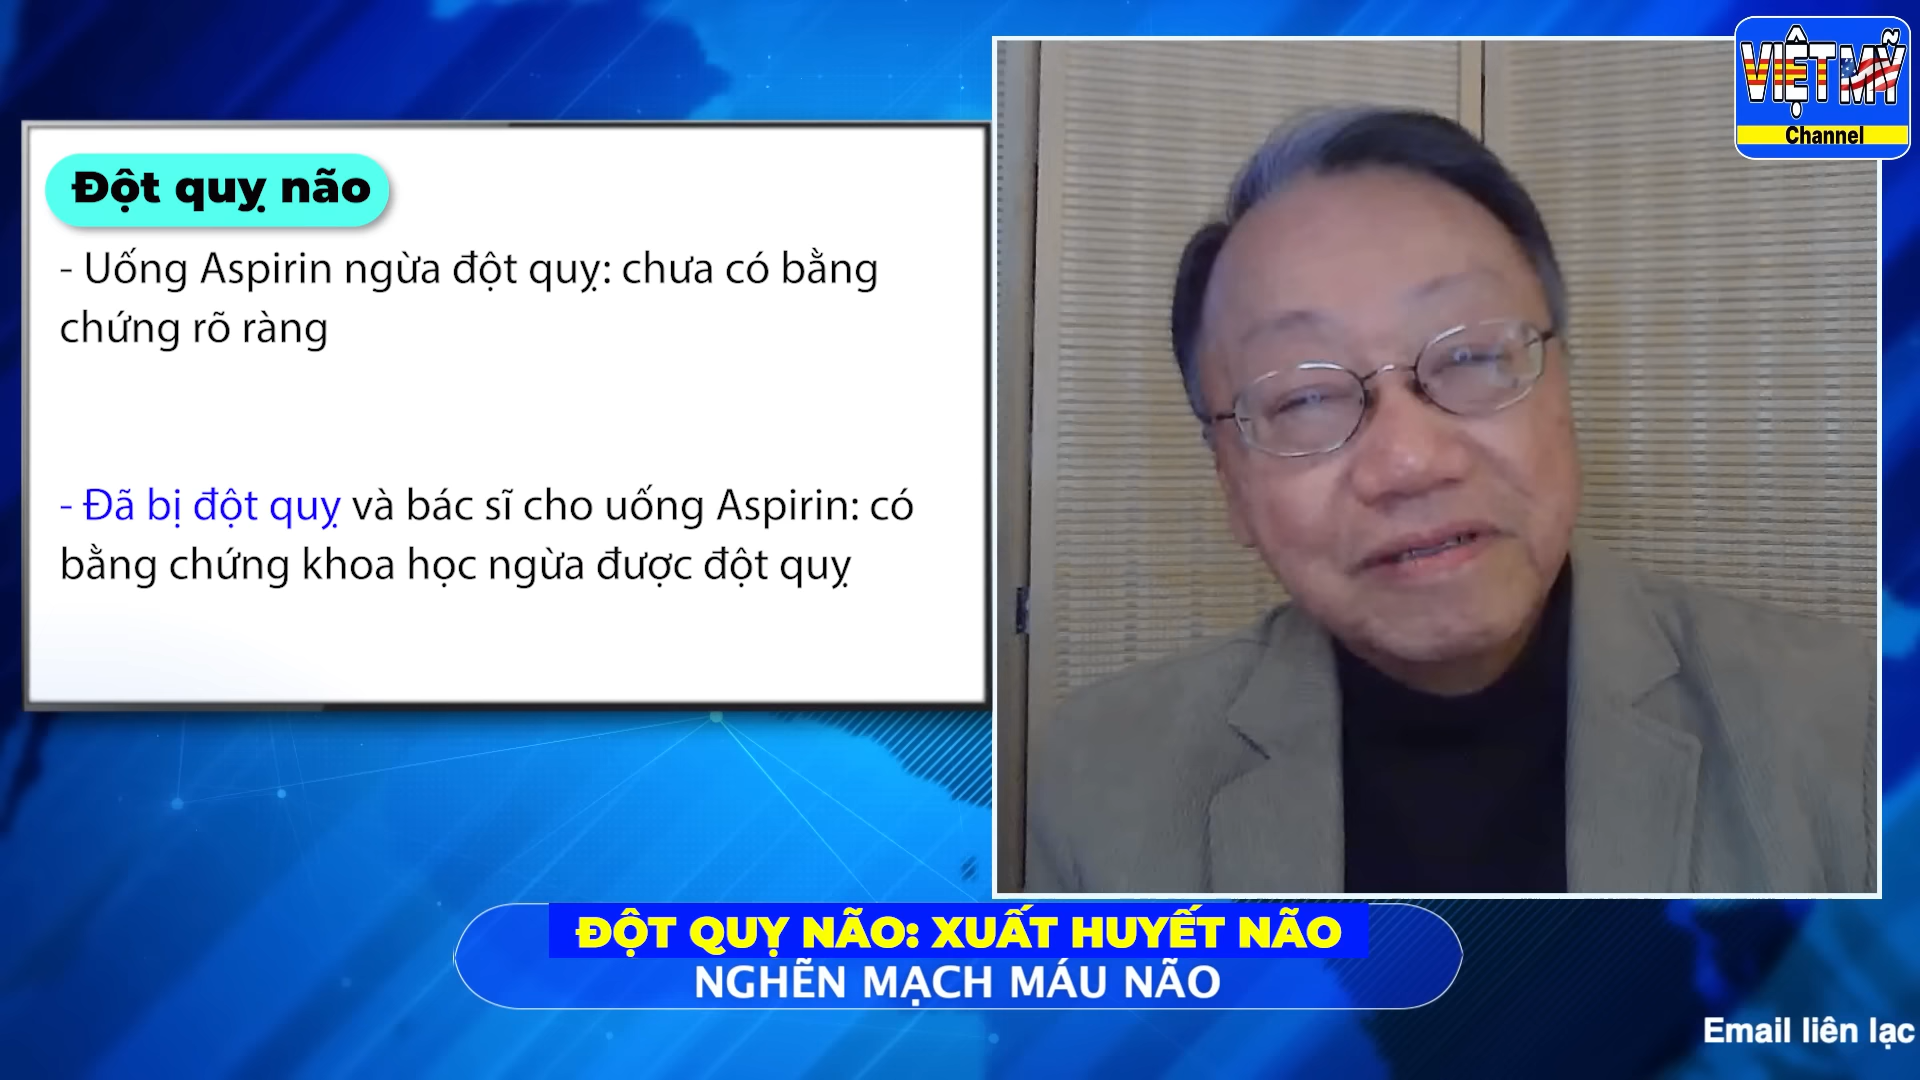 VIỆT MỸ
Channel
Đột quỵ não
- Uống Aspirin ngừa đột quỵ: chưa có bằng
chứng rõ ràng
- Đã bị đột quỵ và bác sĩ cho uống Aspirin: có
bằng chứng khoa học ngừa được đột quỵ
ĐỘT QUỴ NÃO: XUẤT HUYẾT NÃO
NGHẼN MẠCH MÁU NÃO
Email liên lạc